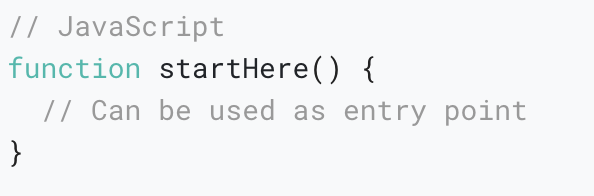 // JavaScript
function startHere() {
  // Can be used as entry point
}